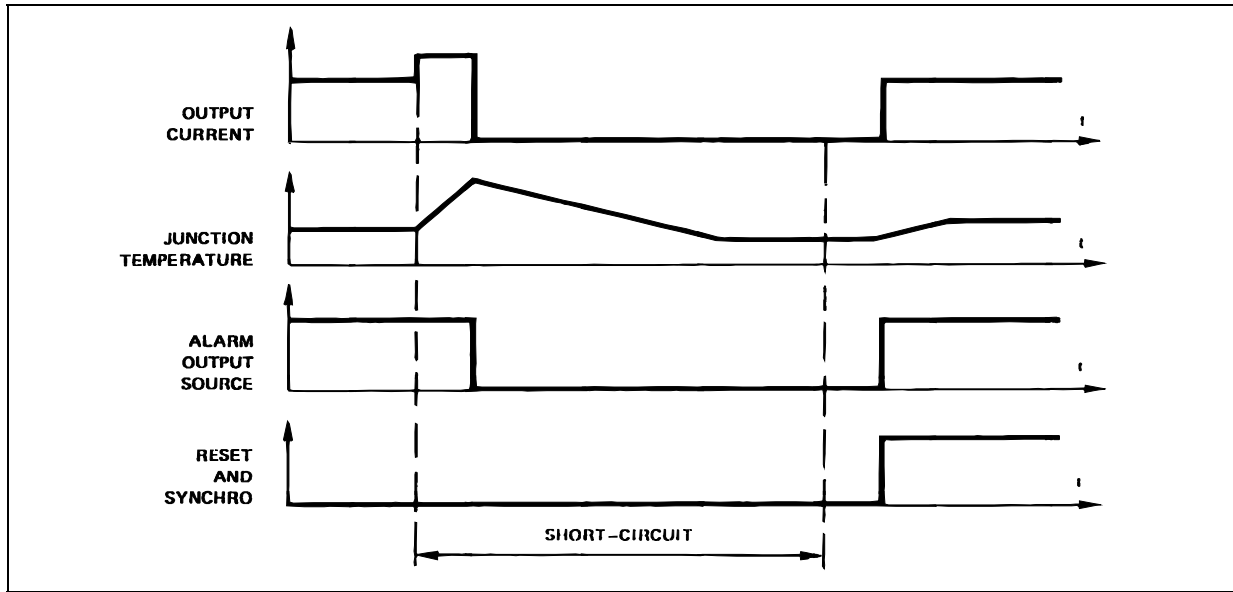 OUTPUT
CURRENT
t
JUNCTION
TEMPERATURE
t
ALARM
OUTPUT
SOURCE
t
RESET
AND
SYNCHRO
t
SHORT-CIRCUIT